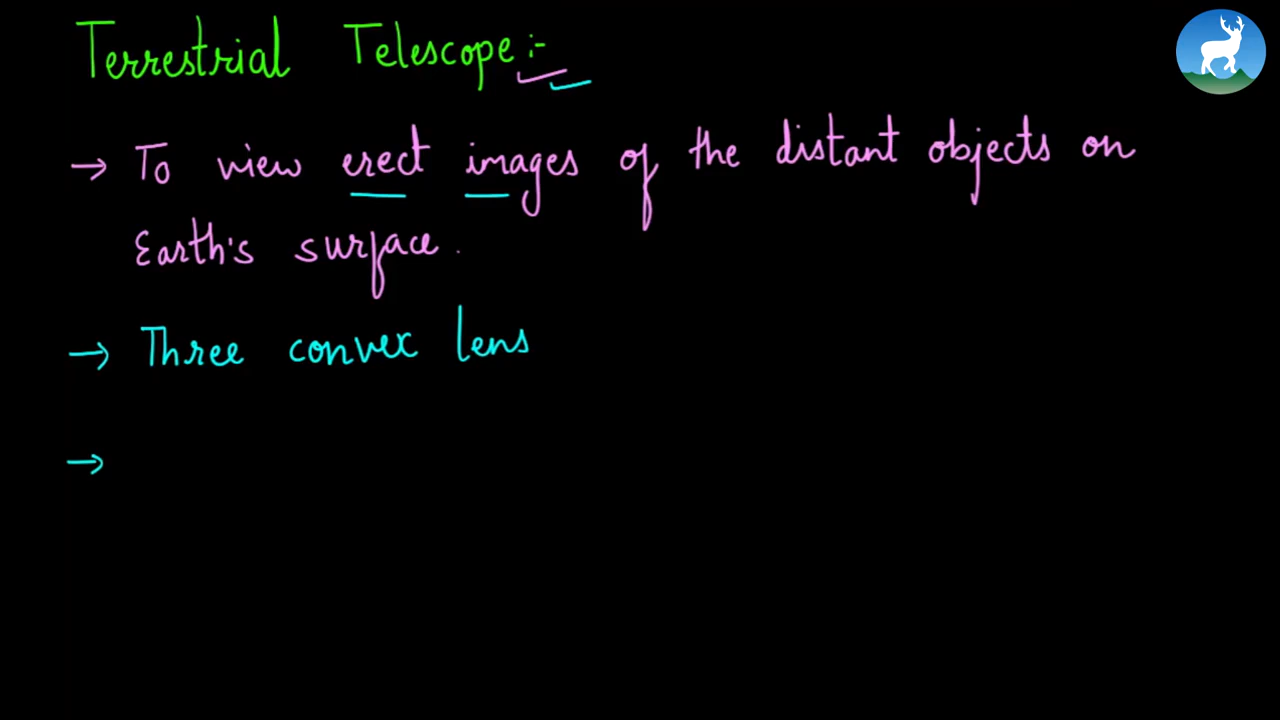 Terrestrial Telescope :-
→ To view erect images of the distant objects on
Earth's surface.
→ Three convex lens
→